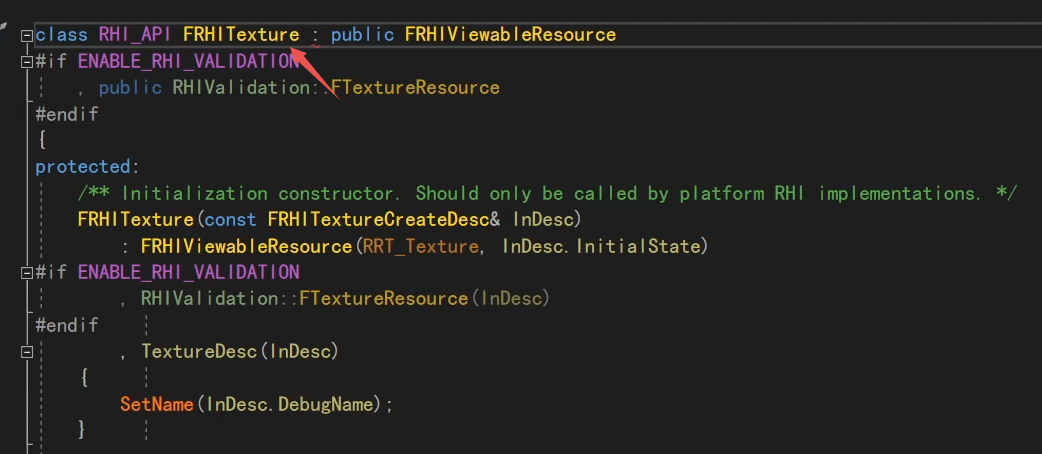 class RHI_API FRHITexture : public FRHIViewableResource
#if ENABLE_RHI_VALIDATION
, public RHIValidation::FTextureResource
#endif
{
protected:
/** Initialization constructor. Should only be called by platform RHI implementations. */
FRHITexture(const FRHITextureCreateDesc& InDesc)
: FRHIViewableResource(RRT_Texture, InDesc.InitialState)
#if ENABLE_RHI_VALIDATION
, RHIValidation::FTextureResource(InDesc)
#endif
, TextureDesc(InDesc)
{
SetName(InDesc.DebugName);
}